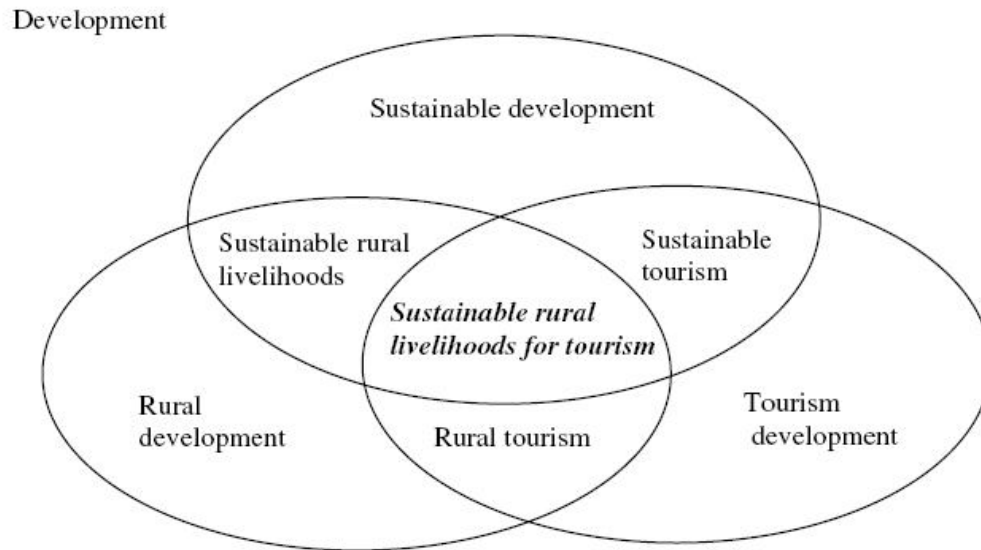 Development
Sustainable development
Sustainable rural
livelihoods
Sustainable
tourism
Sustainable rural
livelihoods for tourism
Rural
development
Rural tourism
Tourism
development